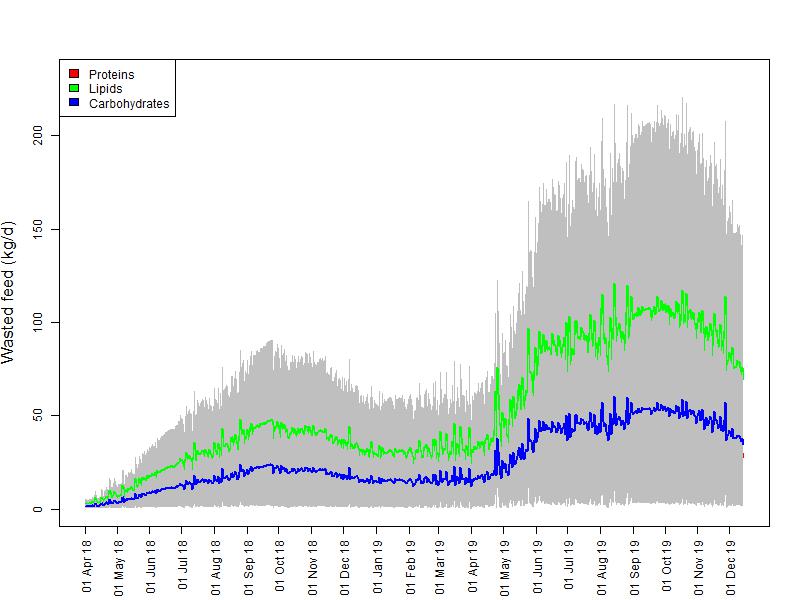 Proteins
Lipids
Carbohydrates
Wasted feed (kg/d)
200
150
100
50
0
01 Apr 18
01 May 18
01 Jun 18
01 Jul 18
01 Aug 18
01 Sep 18
01 Oct 18
01 Nov 18
01 Dec 18
01 Jan 19
01 Feb 19
01 Mar 19
01 Apr 19
01 May 19
01 Jun 19
01 Jul 19
01 Aug 19
01 Sep 19
01 Oct 19
01 Nov 19
01 Dec 19